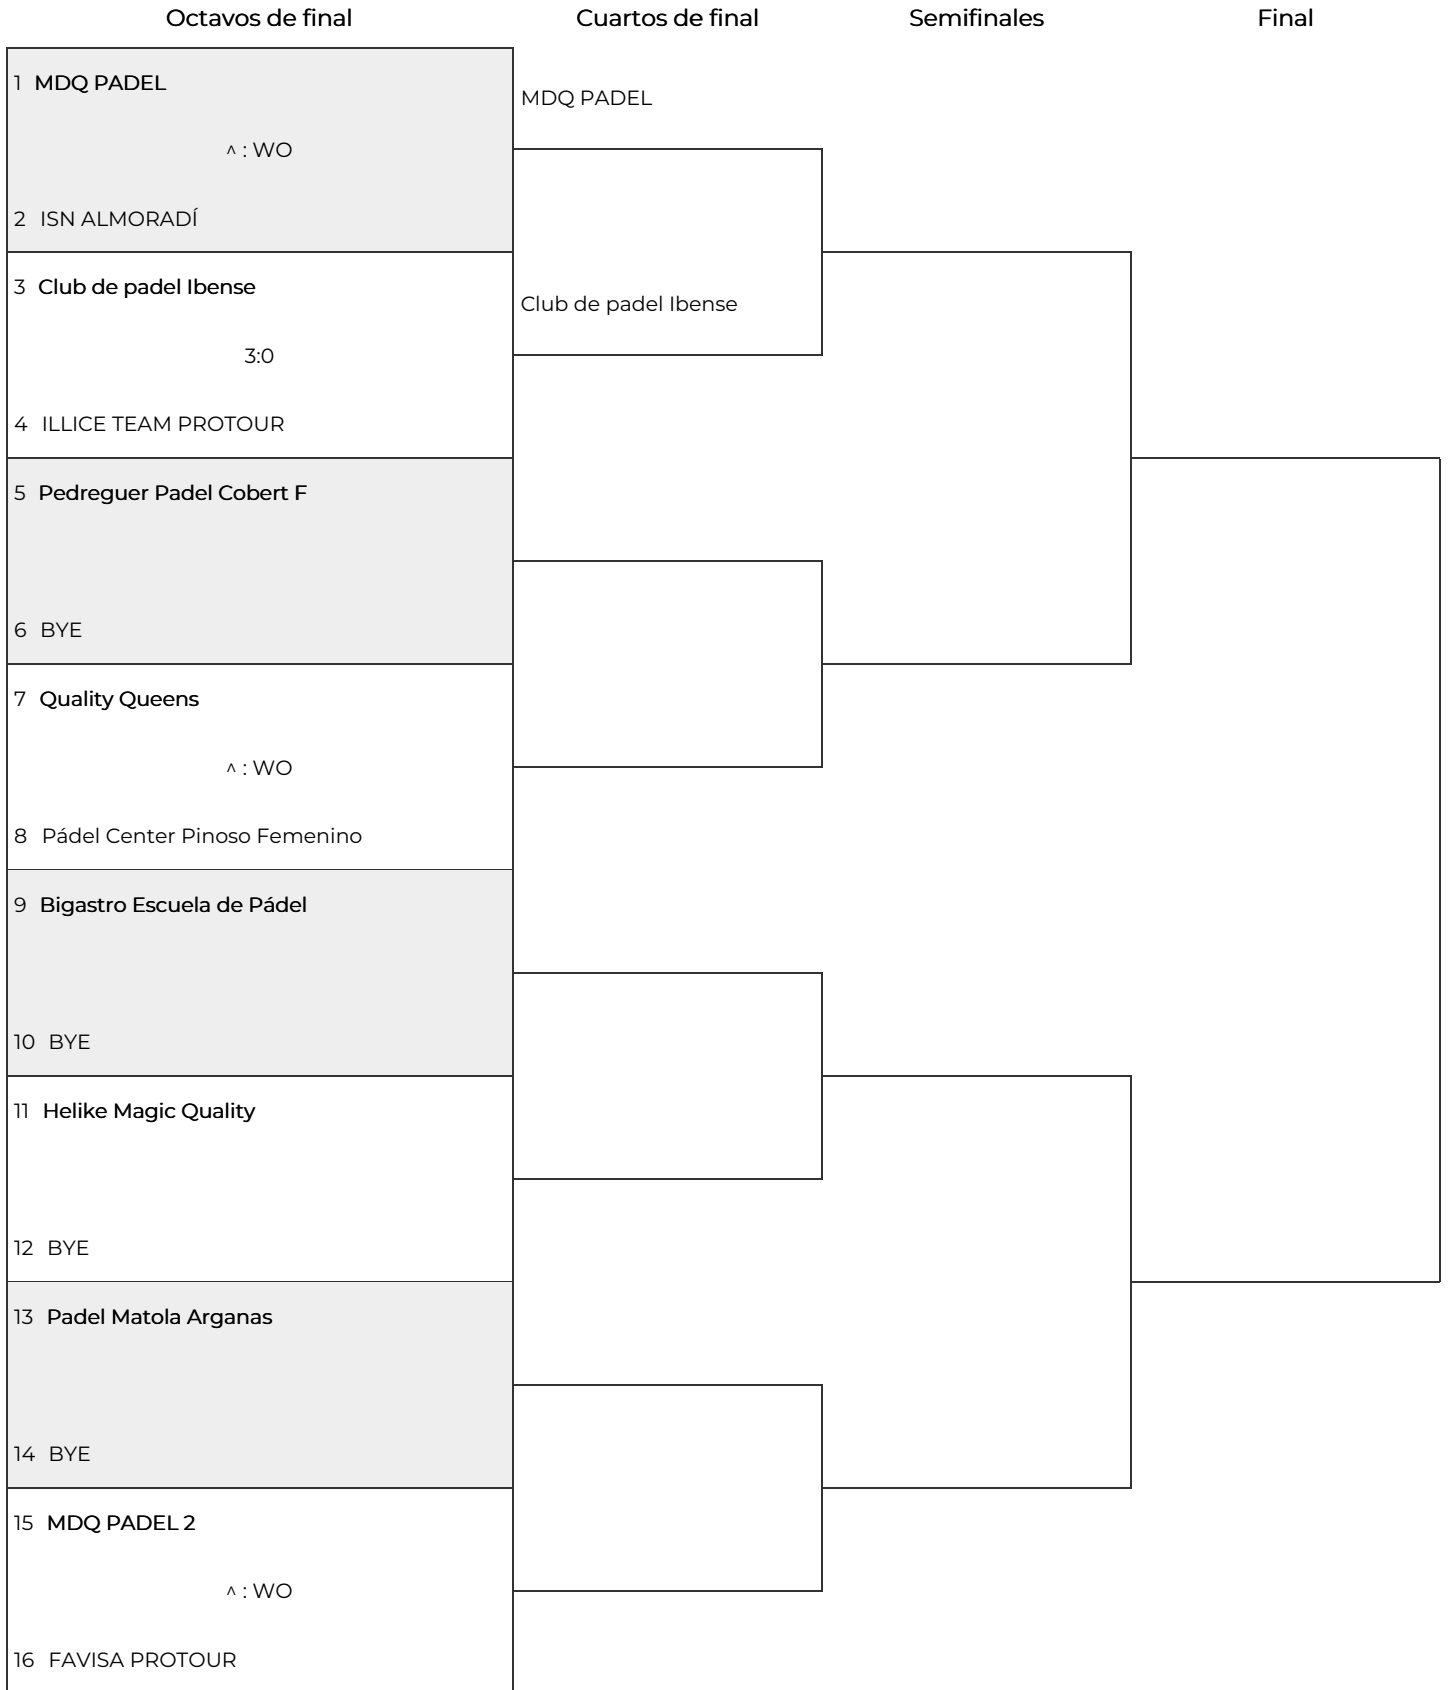 Octavos de final
Cuartos de final
Semifinales
Final
1 MDQ PADEL
MDQ PADEL
^ : WO
2 ISN ALMORADÍ
3 Club de padel Ibense
Club de padel Ibense
3:0
4 ILLICE TEAM PROTOUR
5 Pedreguer Padel Cobert F
6 BYE
7 Quality Queens
^ : WO
8 Pádel Center Pinoso Femenino
9 Bigastro Escuela de Pádel
10 BYE
11 Helike Magic Quality
12 BYE
13 Padel Matola Arganas
14 BYE
15 MDQ PADEL 2
^ : WO
16 FAVISA PROTOUR